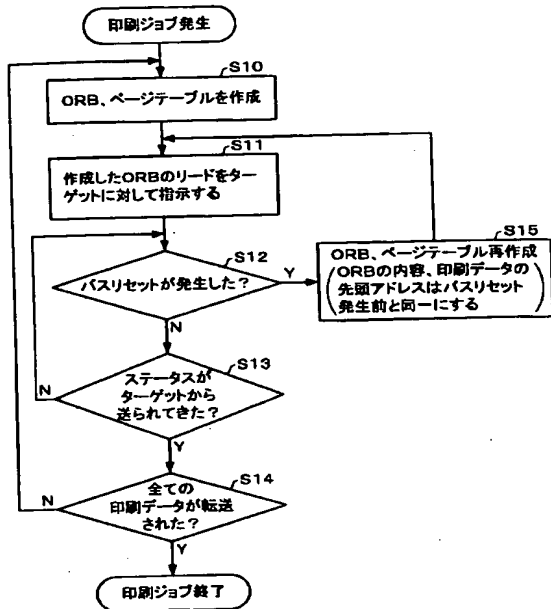 印刷ジョブ発生
S10
ORB、ページテーブルを作成
S11
作成したORBのリードをター
ゲットに対して指示する
S12
バスリセットが発生した?
Y
N
S15
ORB、ページテーブル再作成
(ORBの内容、印刷データの
先頭アドレスはバスリセット
発生前と同一にする)
S13
ステータスが
ターゲットから
送られてきた?
N
Y
S14
全ての
印刷データが転送
された?
N
Y
印刷ジョブ終了